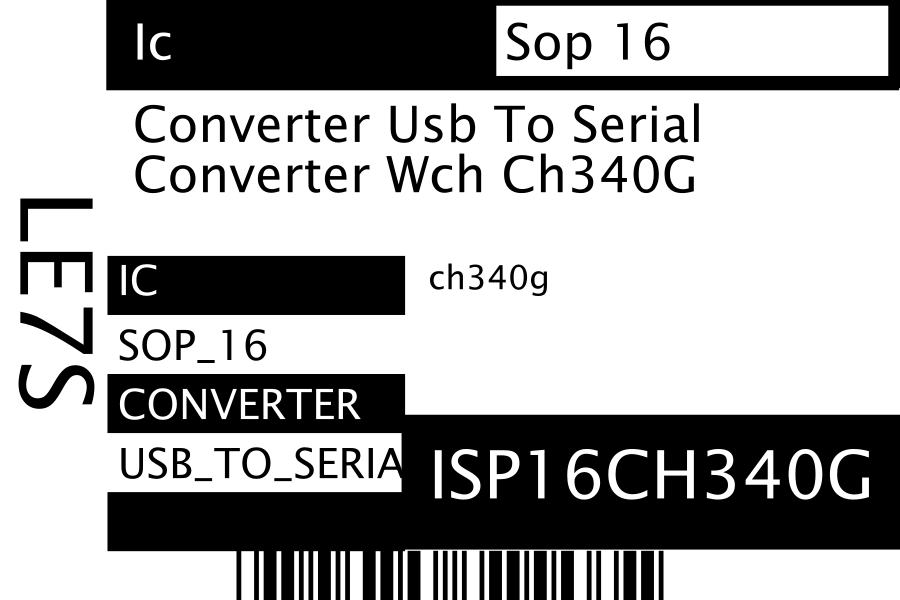 Ic
Sop 16
Converter Usb To Serial
Converter Wch Ch340G
LE7S
IC
ch340g
SOP_16
CONVERTER
USB_TO_SERIA
ISP16CH340G